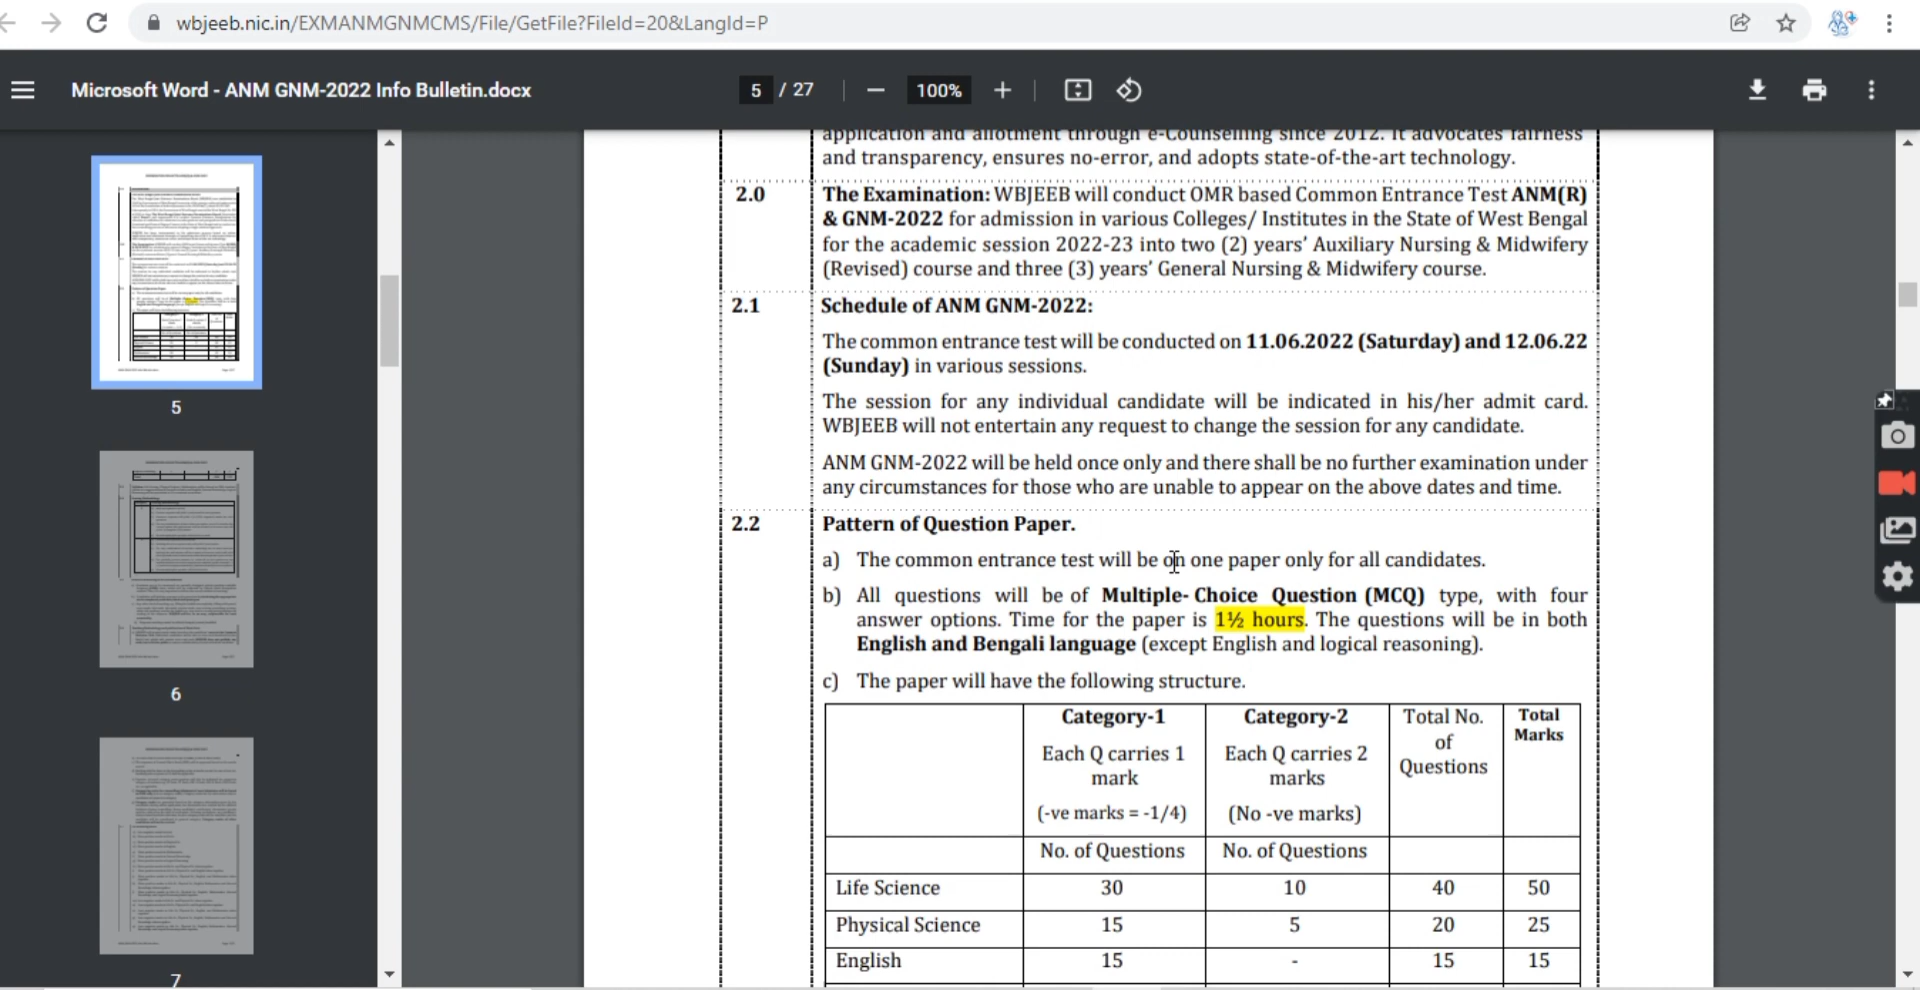 wbjeeb.nic.in/EXMANMGNMCMS/File/GetFile?FileId=20&LangId=P
Microsoft Word - ANM GNM-2022 Info Bulletin.docx
5 / 27
100%
5
6
7
application and allotment through e-Counselling since 2012. It advocates fairness
and transparency, ensures no-error, and adopts state-of-the-art technology.
2.0 The Examination: WBJEEB will conduct OMR based Common Entrance Test ANM(R)
& GNM-2022 for admission in various Colleges/ Institutes in the State of West Bengal
for the academic session 2022-23 into two (2) years’ Auxiliary Nursing & Midwifery
(Revised) course and three (3) years’ General Nursing & Midwifery course.
2.1 Schedule of ANM GNM-2022:
The common entrance test will be conducted on 11.06.2022 (Saturday) and 12.06.22
(Sunday) in various sessions.
The session for any individual candidate will be indicated in his/her admit card.
WBJEEB will not entertain any request to change the session for any candidate.
ANM GNM-2022 will be held once only and there shall be no further examination under
any circumstances for those who are unable to appear on the above dates and time.
2.2 Pattern of Question Paper.
a) The common entrance test will be on one paper only for all candidates.
b) All questions will be of Multiple- Choice Question (MCQ) type, with four
answer options. Time for the paper is 1½ hours. The questions will be in both
English and Bengali language (except English and logical reasoning).
c) The paper will have the following structure.
Category-1 Category-2 Total No. Total
Marks
Each Q carries 1 Each Q carries 2 of
mark marks Questions
(-ve marks = -1/4) (No -ve marks)
No. of Questions No. of Questions
Life Science 30 10 40 50
Physical Science 15 5 20 25
English 15 - 15 15